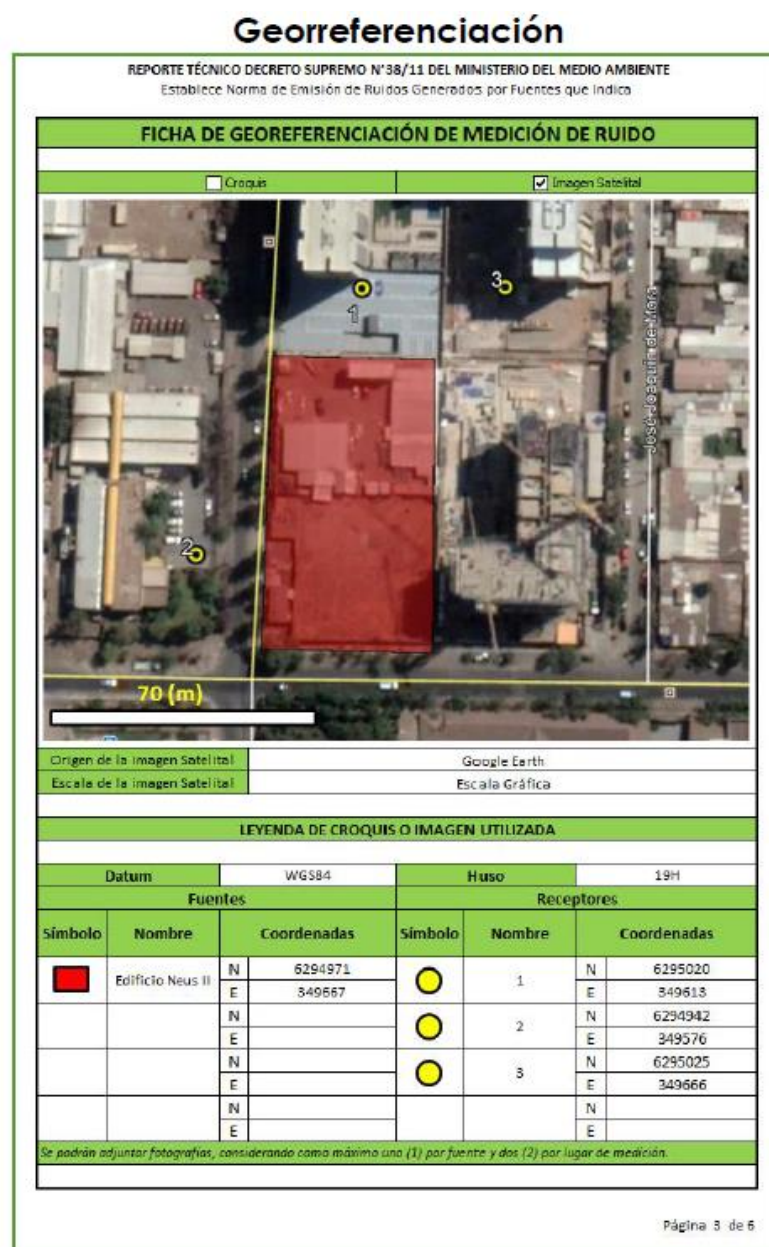 Georreferenciación
REPORTE TÉCNICO DECRETO SUPREMO N°38/11 DEL MINISTERIO DEL MEDIO AMBIENTE
Establece Norma de Emisión de Ruidos Generados por Fuentes que Indica
FICHA DE GEOREFERENCIACIÓN DE MEDICIÓN DE RUIDO
Croquis Imagen Satelital
1
3
José Joaquín de Mora
2
70 (m)
Origen de la imagen Satelital Google Earth
Escala de la imagen Satelital Escala Gráfica
LEYENDA DE CROQUIS O IMAGEN UTILIZADA
Datum WGS84 Huso 19H
Fuentes Receptores
Símbolo Nombre Coordenadas Símbolo Nombre Coordenadas
Edificio Neus II N 6294971 1 N 6295020
E 349667 E 349613
N 2 N 6294942
E E 349576
N 3 N 6295025
E E 349666
N N
E E
Se podrán adjuntar fotografías, considerando como máximo una (1) por fuente y dos (2) por lugar de medición.
Página 3 de 6